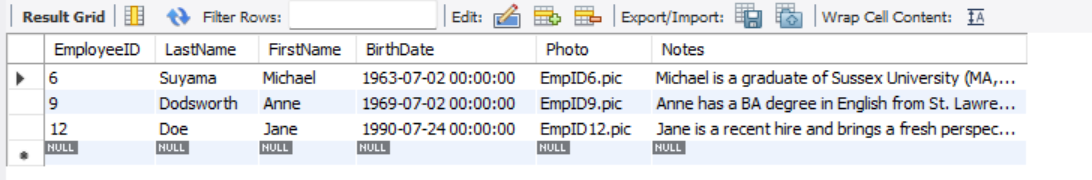 Result Grid Filter Rows: Edit: Export/Import: Wrap Cell Content: IA
EmployeeID LastName FirstName BirthDate Photo Notes
6 Suyama Michael 1963-07-02 00:00:00 EmpID6.pic Michael is a graduate of Sussex University (MA,...
9 Dodsworth Anne 1969-07-02 00:00:00 EmpID9.pic Anne has a BA degree in English from St. Lawre...
12 Doe Jane 1990-07-24 00:00:00 EmpID12.pic Jane is a recent hire and brings a fresh perspec...
NULL NULL NULL NULL NULL NULL